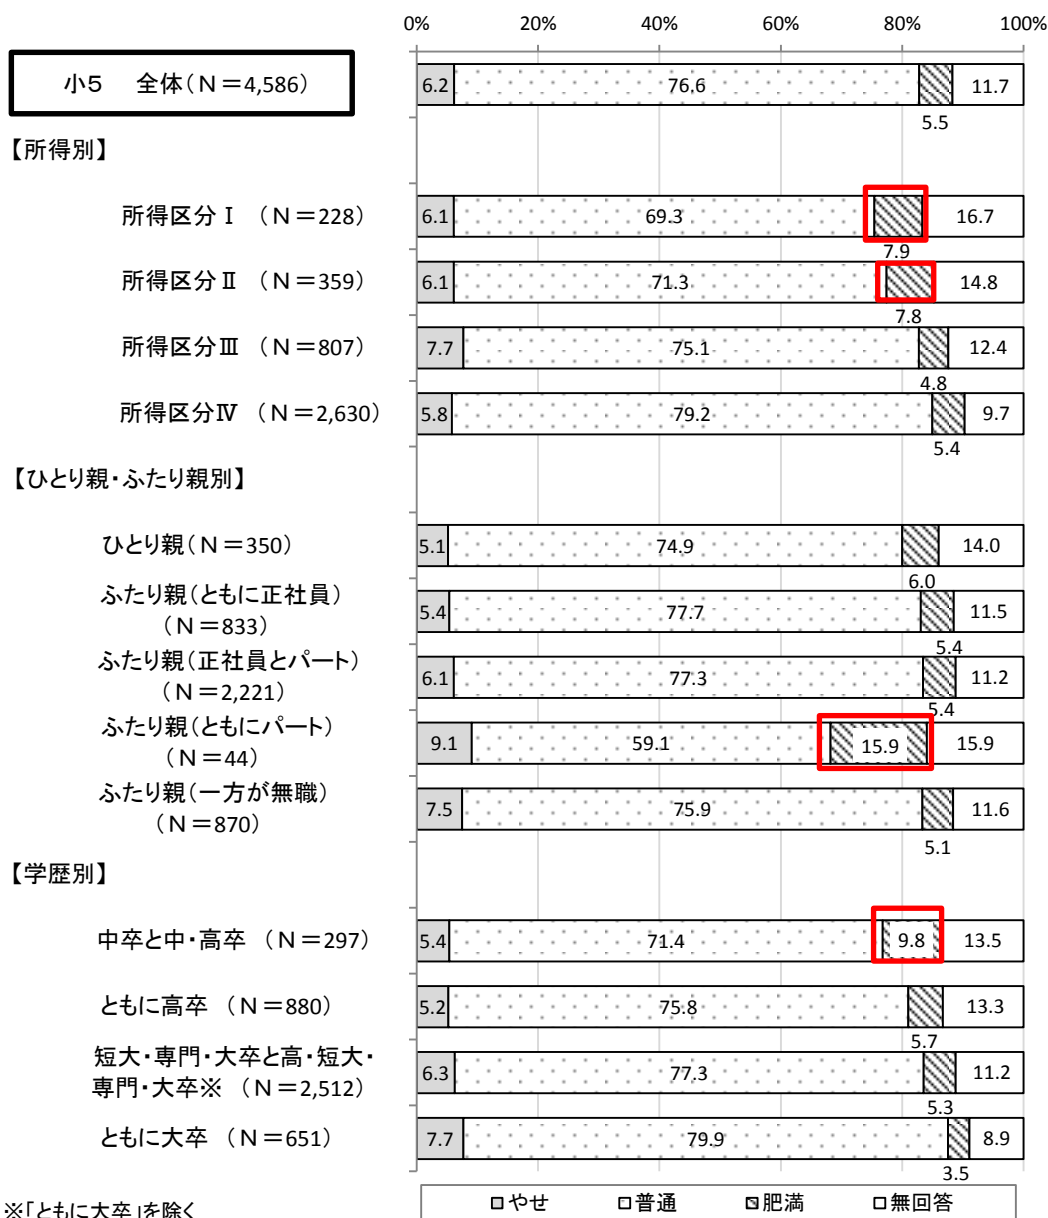 0% 20% 40% 60% 80% 100%
小5 全体(N=4,586) 6.2 76.6 11.7
5.5
【所得別】
所得区分Ⅰ (N=228) 6.1 69.3 16.7
7.9
所得区分Ⅱ (N=359) 6.1 71.3 14.8
7.8
所得区分Ⅲ (N=807) 7.7 75.1 12.4
4.8
所得区分Ⅳ (N=2,630) 5.8 79.2 9.7
5.4
【ひとり親・ふたり親別】
ひとり親(N=350) 5.1 74.9 14.0
6.0
ふたり親(ともに正社員)
(N=833) 5.4 77.7 11.5
5.4
ふたり親(正社員とパート)
(N=2,221) 6.1 77.3 11.2
5.4
ふたり親(ともにパート)
(N=44) 9.1 59.1 15.9 15.9
ふたり親(一方が無職)
(N=870) 7.5 75.9 11.6
5.1
【学歴別】
中卒と中・高卒 (N=297) 5.4 71.4 9.8 13.5
ともに高卒 (N=880) 5.2 75.8 13.3
5.7
短大・専門・大卒と高・短大・
専門・大卒※ (N=2,512) 6.3 77.3 11.2
5.3
ともに大卒 (N=651) 7.7 79.9 8.9
3.5
やせ 普通 肥満 無回答
※「ともに大卒」を除く